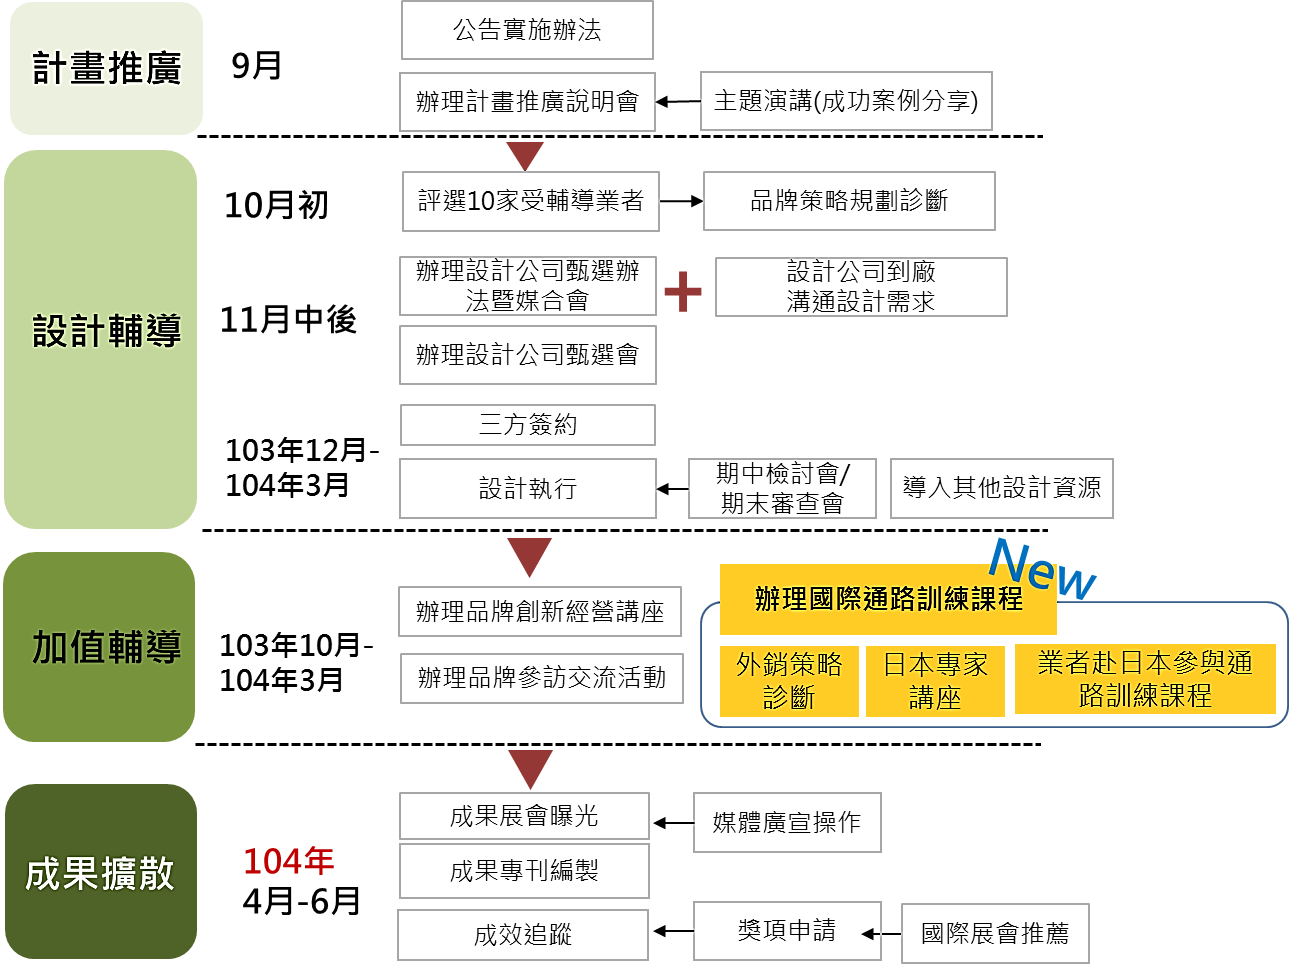 計畫推廣
9月
公告實施辦法
辦理計畫推廣說明會
主題演講(成功案例分享)
設計輔導
10月初
評選10家受輔導業者
品牌策略規劃診斷
11月中後
辦理設計公司甄選辦
法暨媒合會
設計公司到廠
溝通設計需求
辦理設計公司甄選會
103年12月-
104年3月
三方簽約
設計執行
期中檢討會/
期末審查會
導入其他設計資源
加值輔導
103年10月-
104年3月
辦理品牌創新經營講座
辦理品牌參訪交流活動
New
辦理國際通路訓練課程
外銷策略
診斷
日本專家
講座
業者赴日本參與通
路訓練課程
成果擴散
104年
4月-6月
成果展會曝光
媒體廣宣操作
成果專刊編製
成效追蹤
獎項申請
國際展會推薦